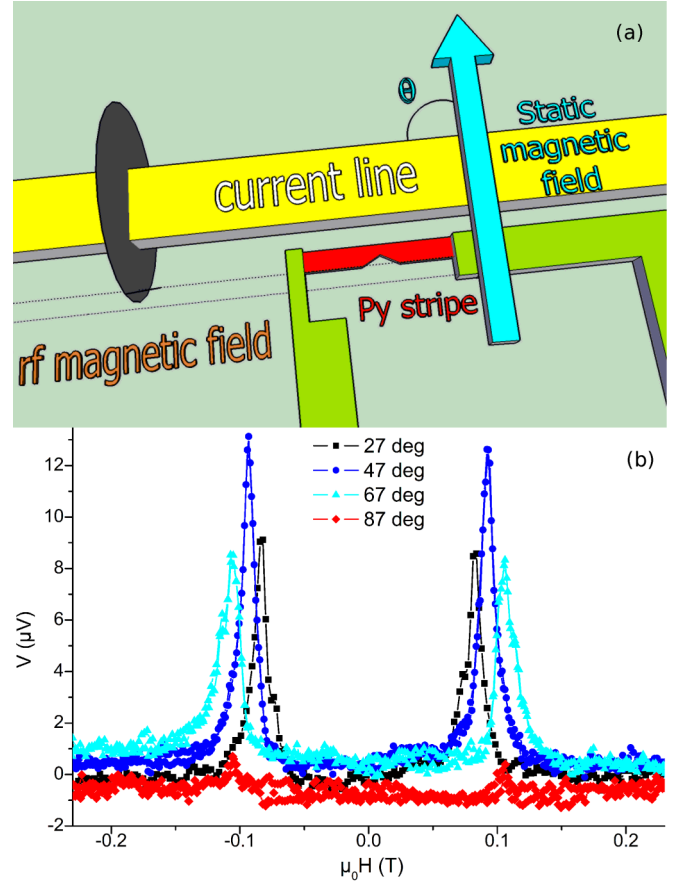 (a)
θ
Static
magnetic
field
current line
Py stripe
rf magnetic field
(b)
27 deg
47 deg
67 deg
87 deg
12
10
8
6
4
2
0
-2
V (µV)
-0.2
-0.1
0.0
0.1
0.2
µ₀H (T)